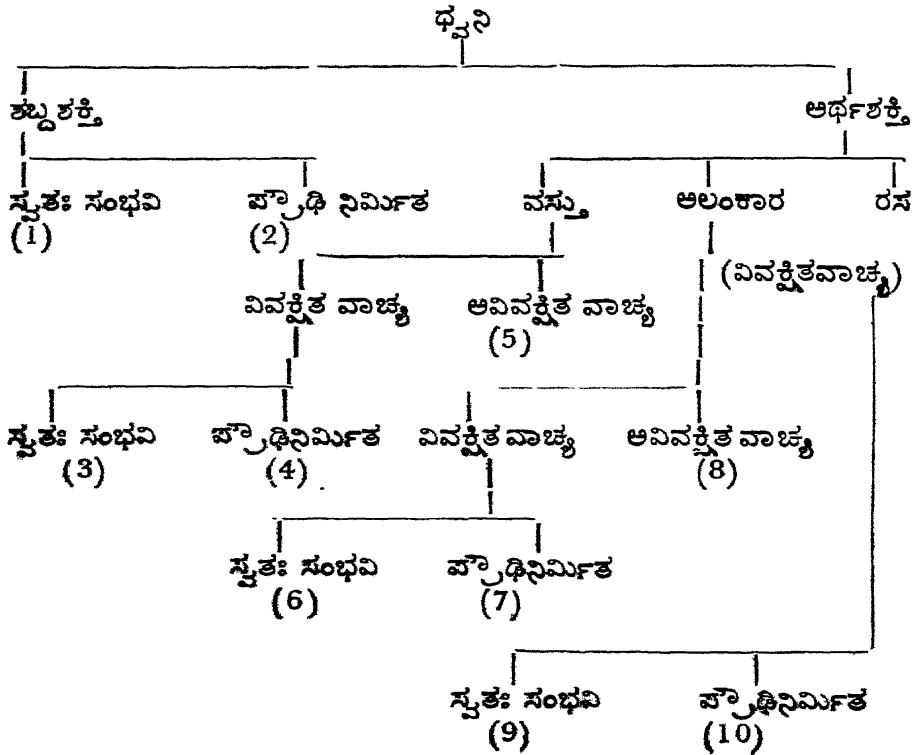 ಧ್ವನಿ
ಶಬ್ದಶಕ್ತಿ ಅರ್ಥಶಕ್ತಿ
ಸ್ವತಃ ಸಂಭವಿ ಪ್ರೌಢಿ ನಿರ್ಮಿತ ವಸ್ತು ಅಲಂಕಾರ ರಸ
(1) (2)
(ವಿವಕ್ಷಿತವಾಚ್ಯ)
ವಿವಕ್ಷಿತ ವಾಚ್ಯ ಅವಿವಕ್ಷಿತ ವಾಚ್ಯ
(5)
ಸ್ವತಃ ಸಂಭವಿ ಪ್ರೌಢಿನಿರ್ಮಿತ ವಿವಕ್ಷಿತ ವಾಚ್ಯ ಅವಿವಕ್ಷಿತ ವಾಚ್ಯ
(3) (4) (8)
ಸ್ವತಃ ಸಂಭವಿ ಪ್ರೌಢಿನಿರ್ಮಿತ
(6) (7)
ಸ್ವತಃ ಸಂಭವಿ ಪ್ರೌಢಿನಿರ್ಮಿತ
(9) (10)